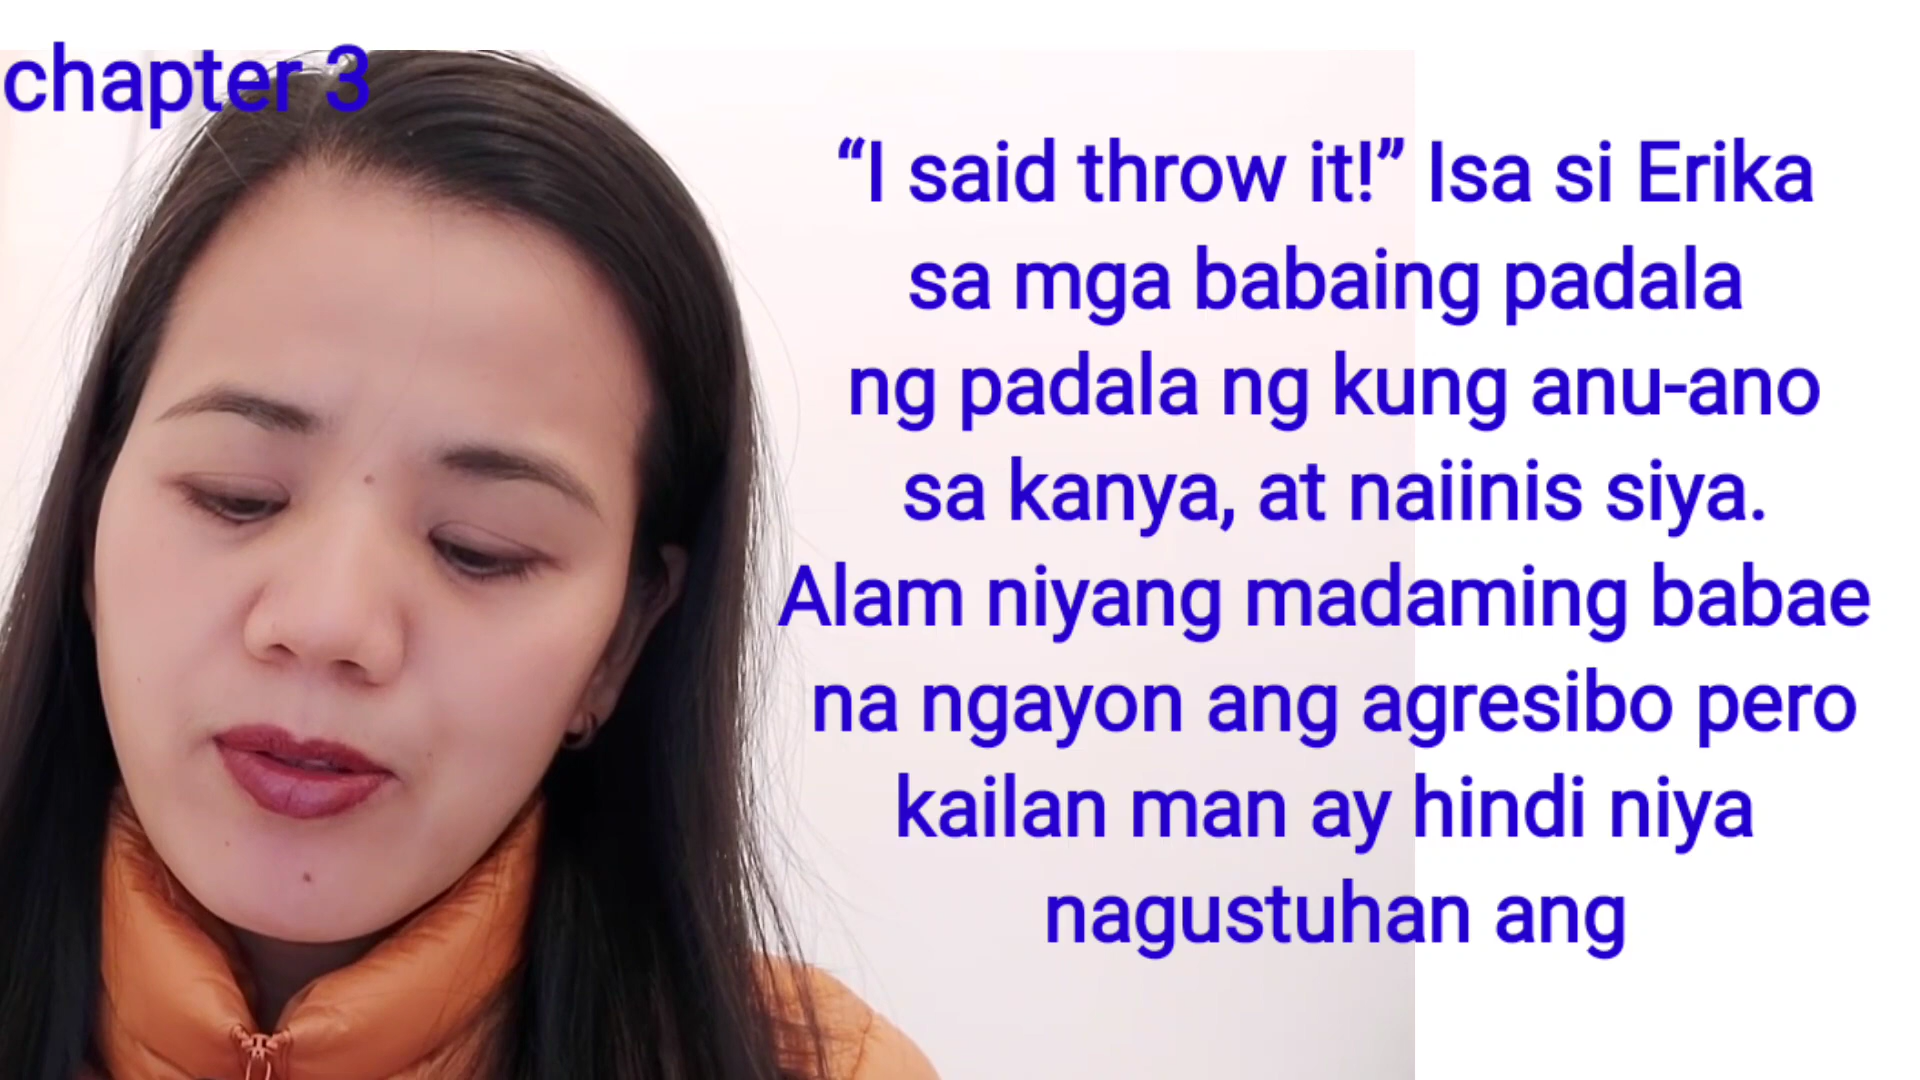 chapter 3
“I said throw it!” Isa si Erika
sa mga babaing padala
ng padala ng kung anu-ano
sa kanya, at naiinis siya.
Alam niyang madaming babae
na ngayon ang agresibo pero
kailan man ay hindi niya
nagustuhan ang